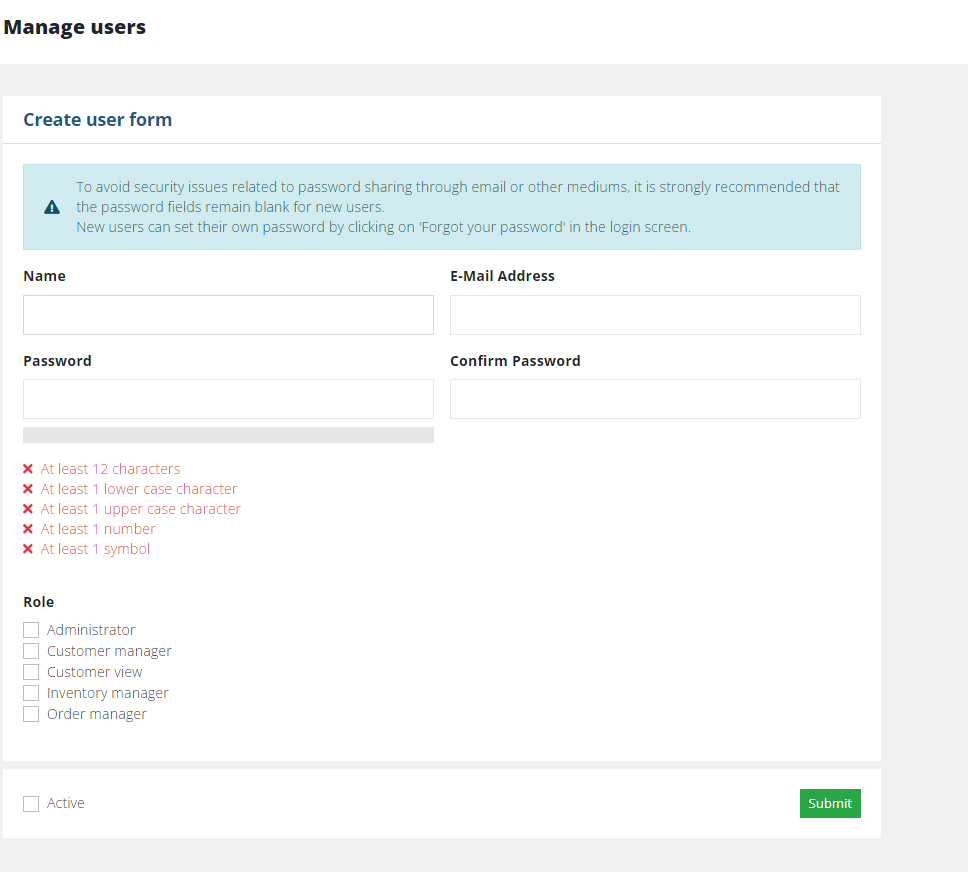 Manage users
Create user form
To avoid security issues related to password sharing through email or other mediums, it is strongly recommended that
the password fields remain blank for new users.
New users can set their own password by clicking on 'Forgot your password' in the login screen.
Name
E-Mail Address
Password
Confirm Password
At least 12 characters
At least 1 lower case character
At least 1 upper case character
At least 1 number
At least 1 symbol
Role
Administrator
Customer manager
Customer view
Inventory manager
Order manager
Active
Submit